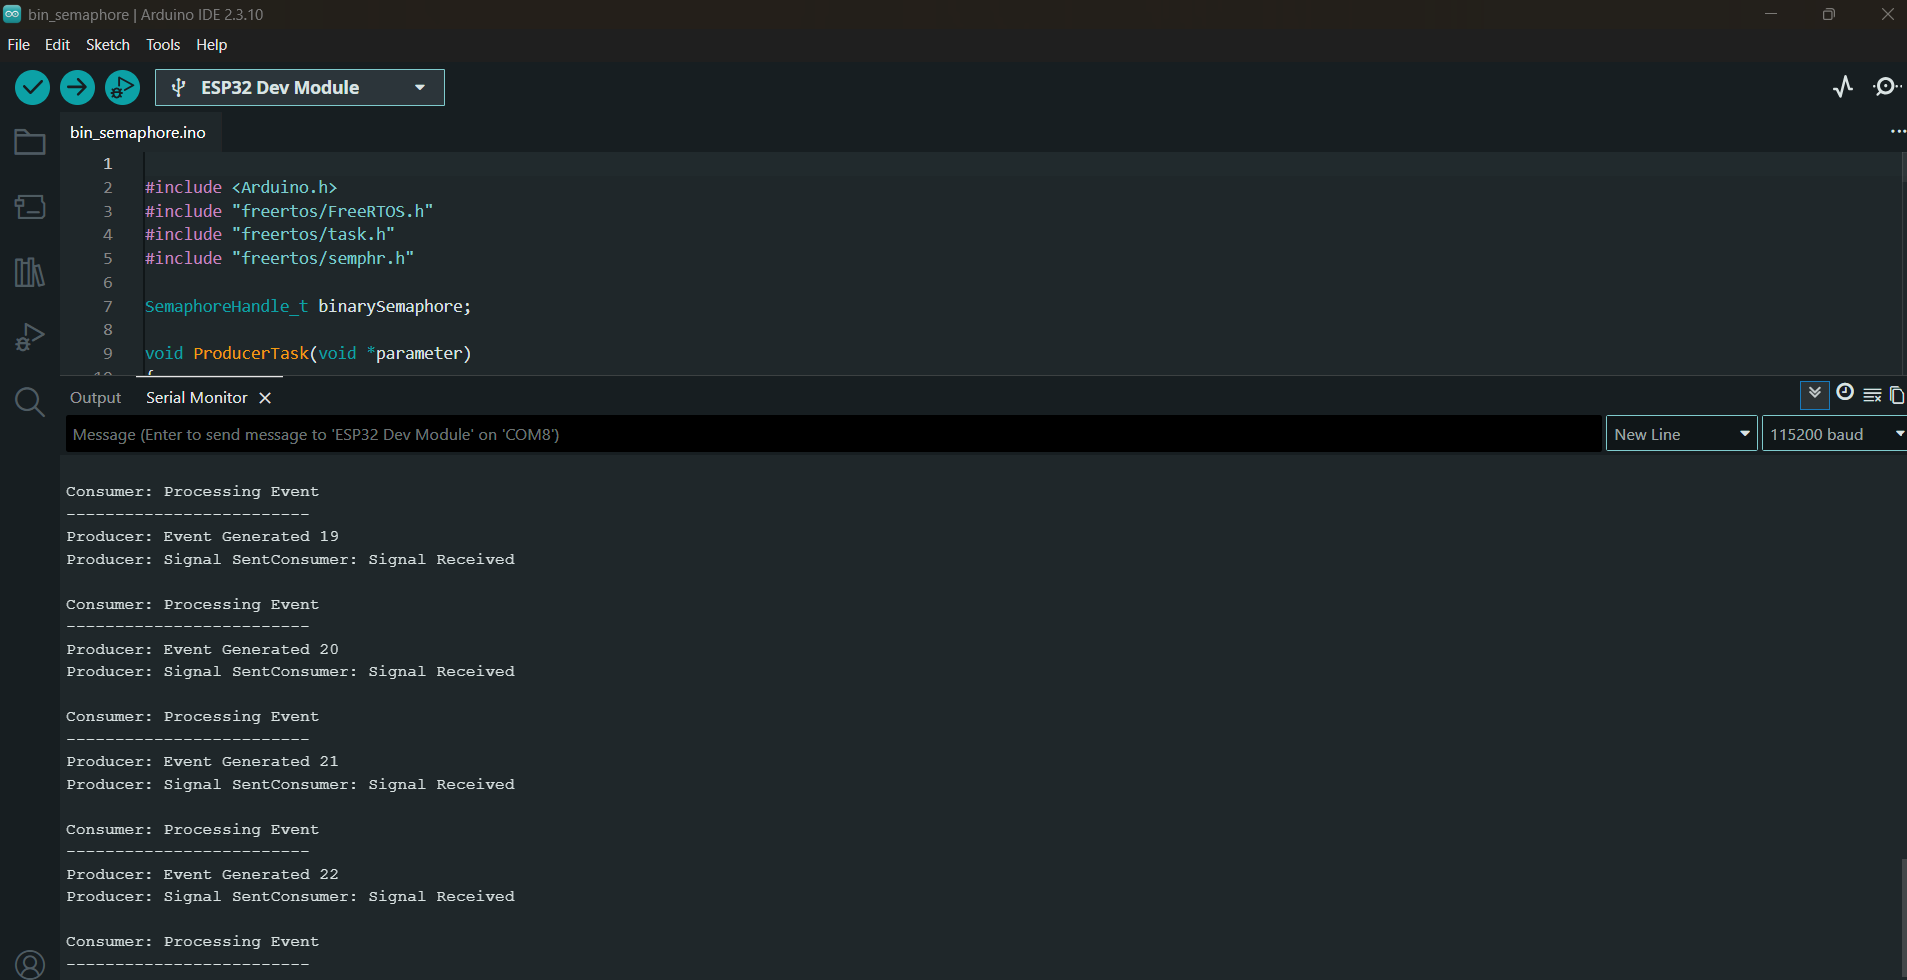 bin_semaphore | Arduino IDE 2.3.10
File Edit Sketch Tools Help
ESP32 Dev Module
bin_semaphore.ino
1
2 #include <Arduino.h>
3 #include "freertos/FreeRTOS.h"
4 #include "freertos/task.h"
5 #include "freertos/semphr.h"
6
7 SemaphoreHandle_t binarySemaphore;
8
9 void ProducerTask(void *parameter)
10 {
Output Serial Monitor
Message (Enter to send message to 'ESP32 Dev Module' on 'COM8') New Line 115200 baud
Consumer: Processing Event
-------------------------
Producer: Event Generated 19
Producer: Signal SentConsumer: Signal Received
Consumer: Processing Event
-------------------------
Producer: Event Generated 20
Producer: Signal SentConsumer: Signal Received
Consumer: Processing Event
-------------------------
Producer: Event Generated 21
Producer: Signal SentConsumer: Signal Received
Consumer: Processing Event
-------------------------
Producer: Event Generated 22
Producer: Signal SentConsumer: Signal Received
Consumer: Processing Event
-------------------------